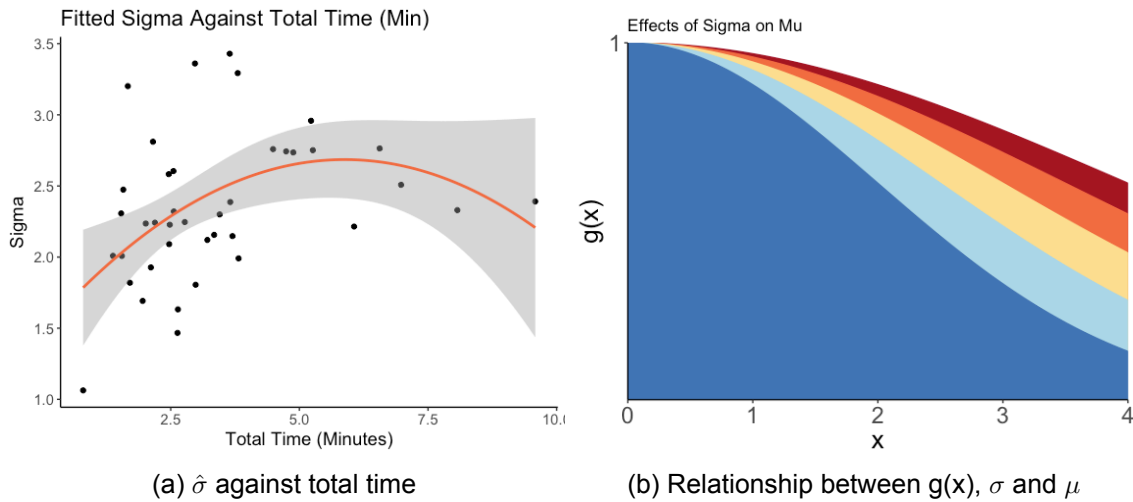 Fitted Sigma Against Total Time (Min)
3.5
3.0
2.5
2.0
1.5
1.0
Sigma
2.5
5.0
7.5
10.0
Total Time (Minutes)
(a) σ̂ against total time
Effects of Sigma on Mu
1
g(x)
0
1
2
3
4
x
(b) Relationship between g(x), σ and μ